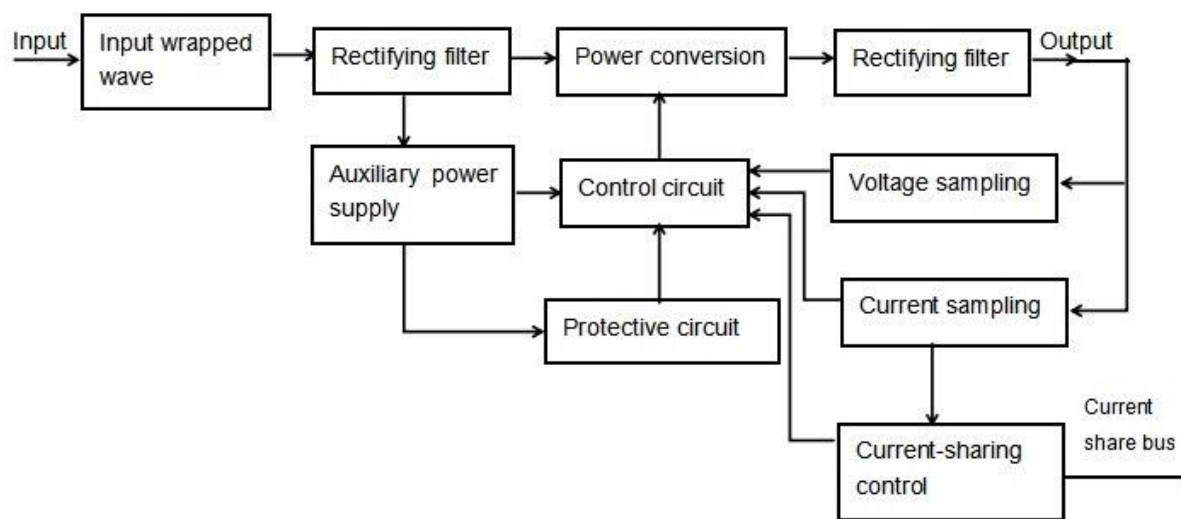 Input
Input wrapped
wave
Rectifying filter
Power conversion
Rectifying filter
Output
Auxiliary power
supply
Control circuit
Voltage sampling
Protective circuit
Current sampling
Current-sharing
control
Current
share bus